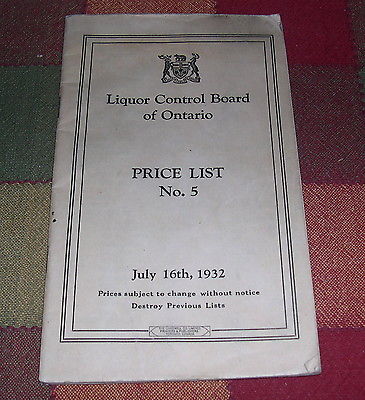 Liquor Control Board
of Ontario
PRICE LIST
No. 5
July 16th, 1932
Prices subject to change without notice
Destroy Previous Lists